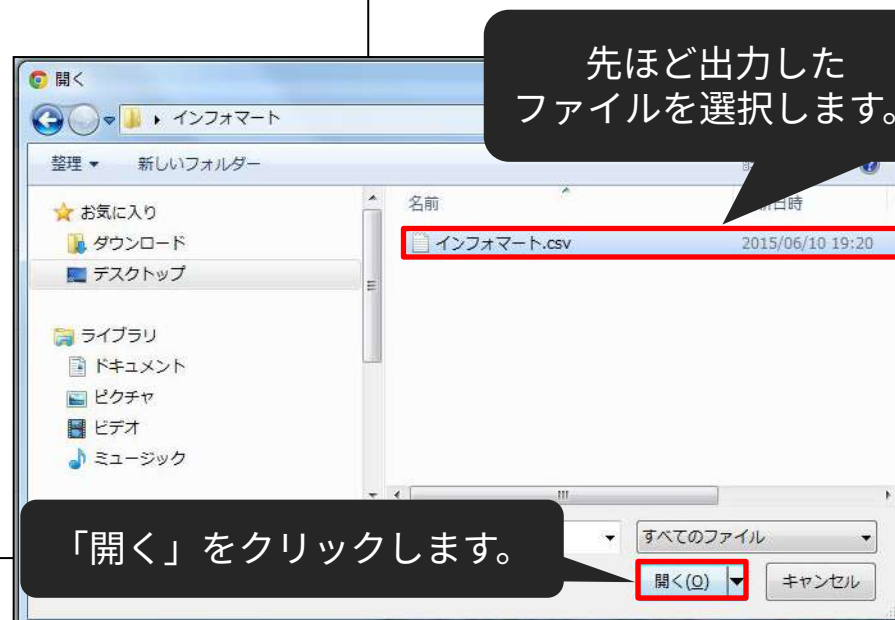 先ほど出力した
ファイルを選択します。
開く
インフォマート
整理 新しいフォルダー
名前
お気に入り
ダウンロード
デスクトップ
インフォマート.csv 2015/06/10 19:20
ライブラリ
ドキュメント
ピクチャ
ビデオ
ミュージック
「開く」をクリックします。
すべてのファイル
開く(O) キャンセル